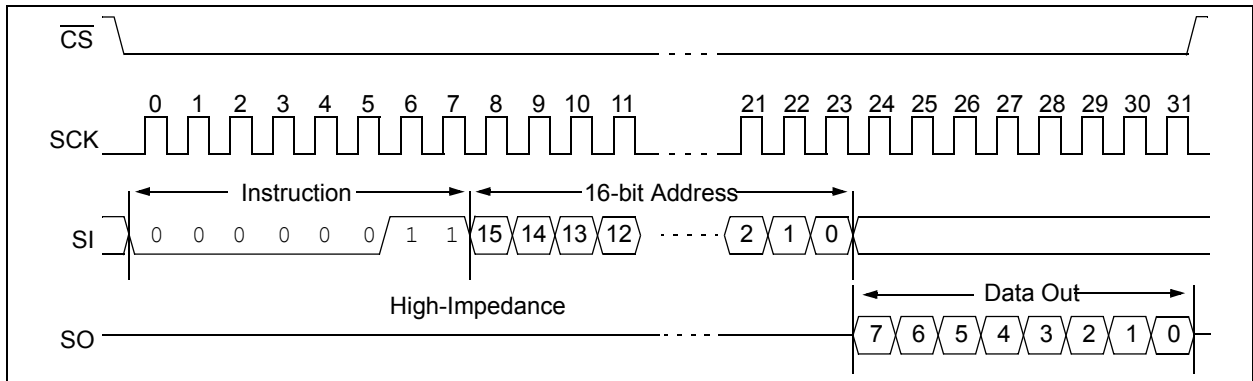 CS
0 1 2 3 4 5 6 7 8 9 10 11 21 22 23 24 25 26 27 28 29 30 31
SCK
Instruction 16-bit Address
SI 0 0 0 0 0 0 1 1 15 14 13 12 2 1 0
High-Impedance Data Out
SO 7 6 5 4 3 2 1 0